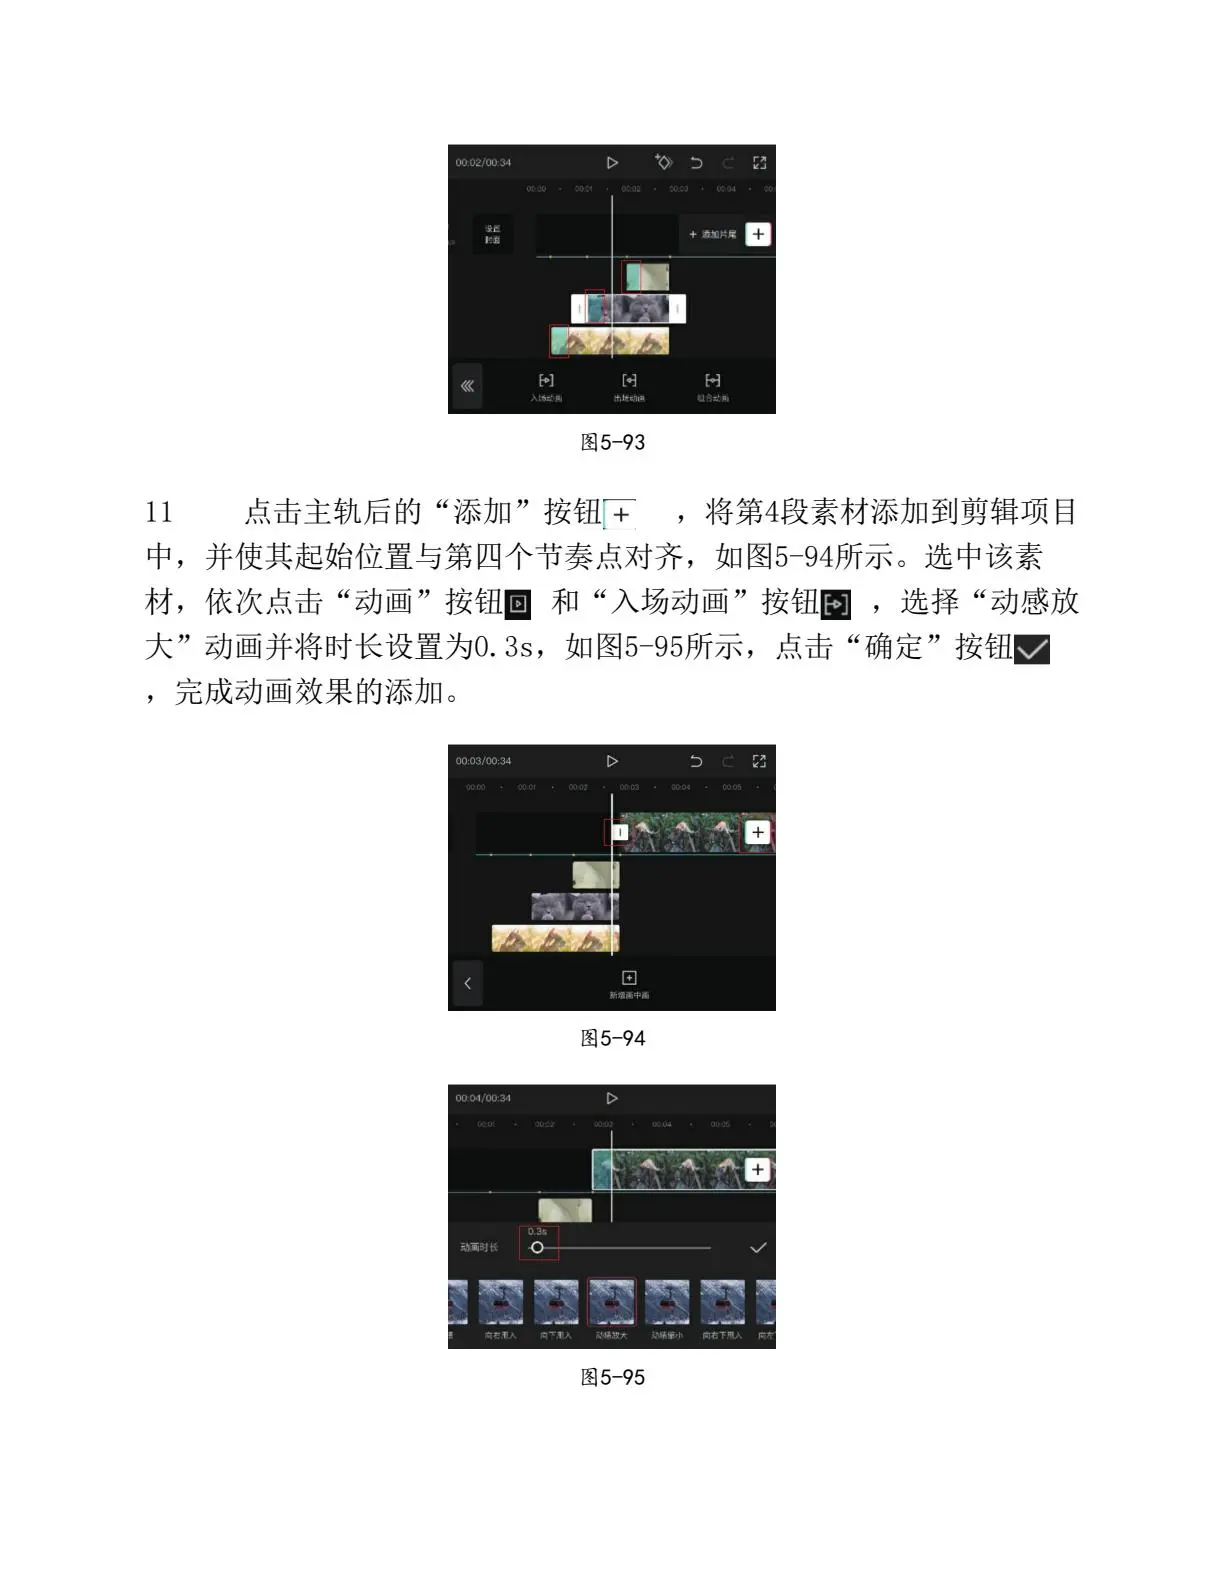 00:02/00:34
00:00 00:01 00:02 00:03 00:04
设置
封面
+ 添加片尾
入场动画 出场动画 组合动画
图5-93
11 点击主轨后的“添加”按钮 ，将第4段素材添加到剪辑项目
中，并使其起始位置与第四个节奏点对齐，如图5-94所示。选中该素
材，依次点击“动画”按钮 和“入场动画”按钮 ，选择“动感放
大”动画并将时长设置为0.3s，如图5-95所示，点击“确定”按钮
，完成动画效果的添加。
00:03/00:34
00:00 00:01 00:02 00:03 00:04 00:05
新增画中画
图5-94
00:04/00:34
00:01 00:02 00:03 00:04 00:05
0.3s
动画时长
向右甩入 向下甩入 动感放大 动感缩小 向右下甩入 向左
图5-95